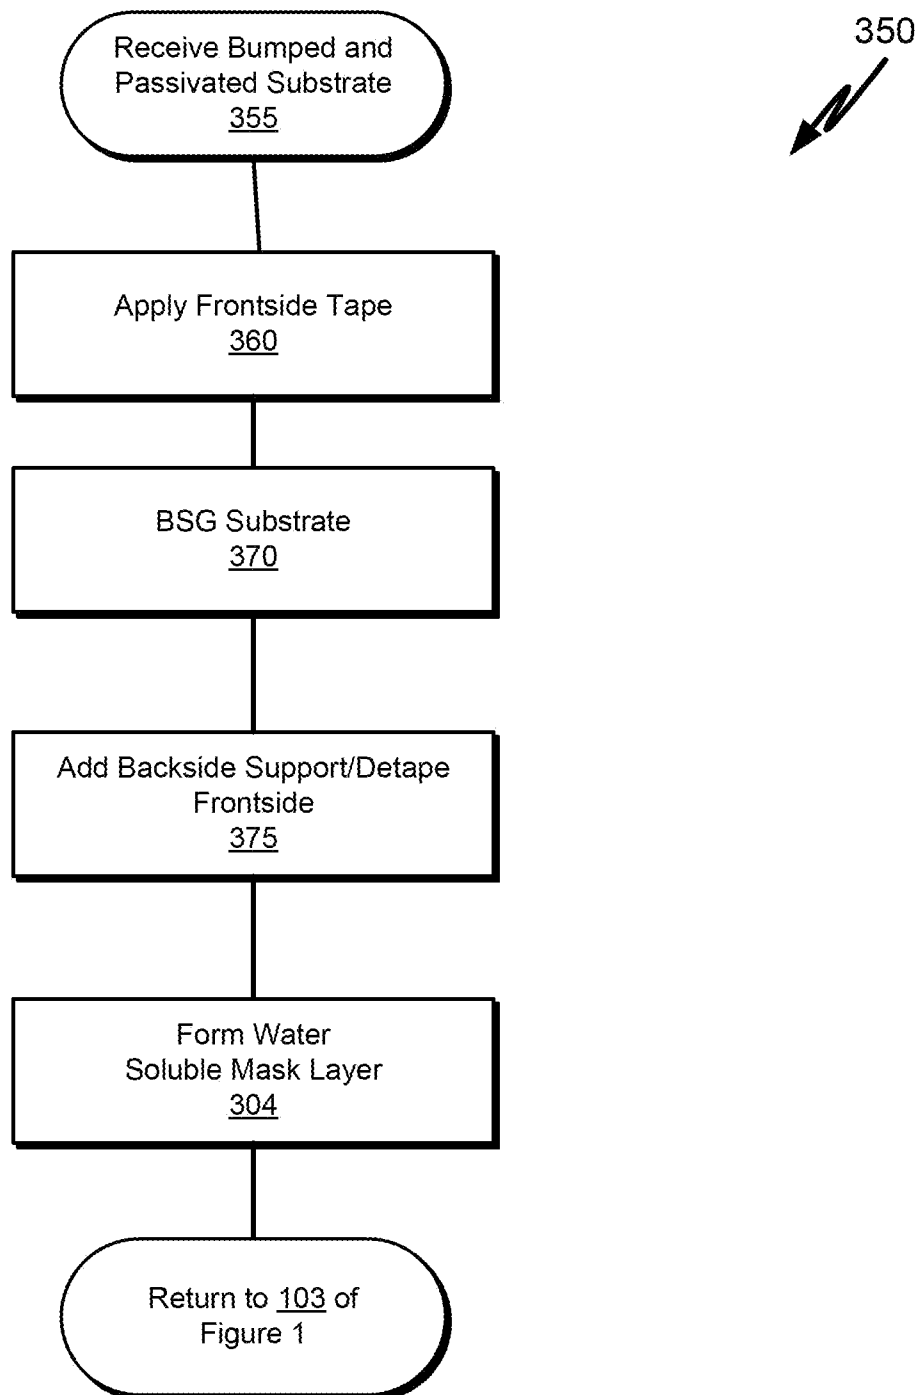 350
Receive Bumped and
Passivated Substrate
355
Apply Frontside Tape
360
BSG Substrate
370
Add Backside Support/Detape
Frontside
375
Form Water
Soluble Mask Layer
304
Return to 103 of
Figure 1